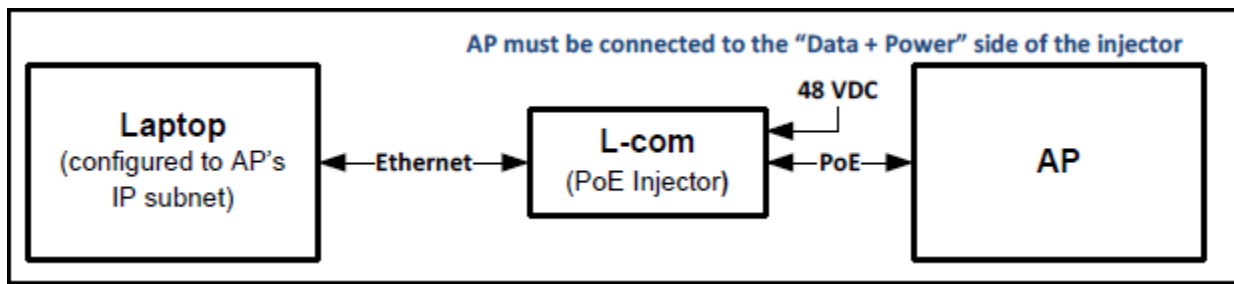 AP must be connected to the “Data + Power” side of the injector
48 VDC
Laptop
(configured to AP’s
IP subnet)
Ethernet
L-com
(PoE Injector)
PoE
AP